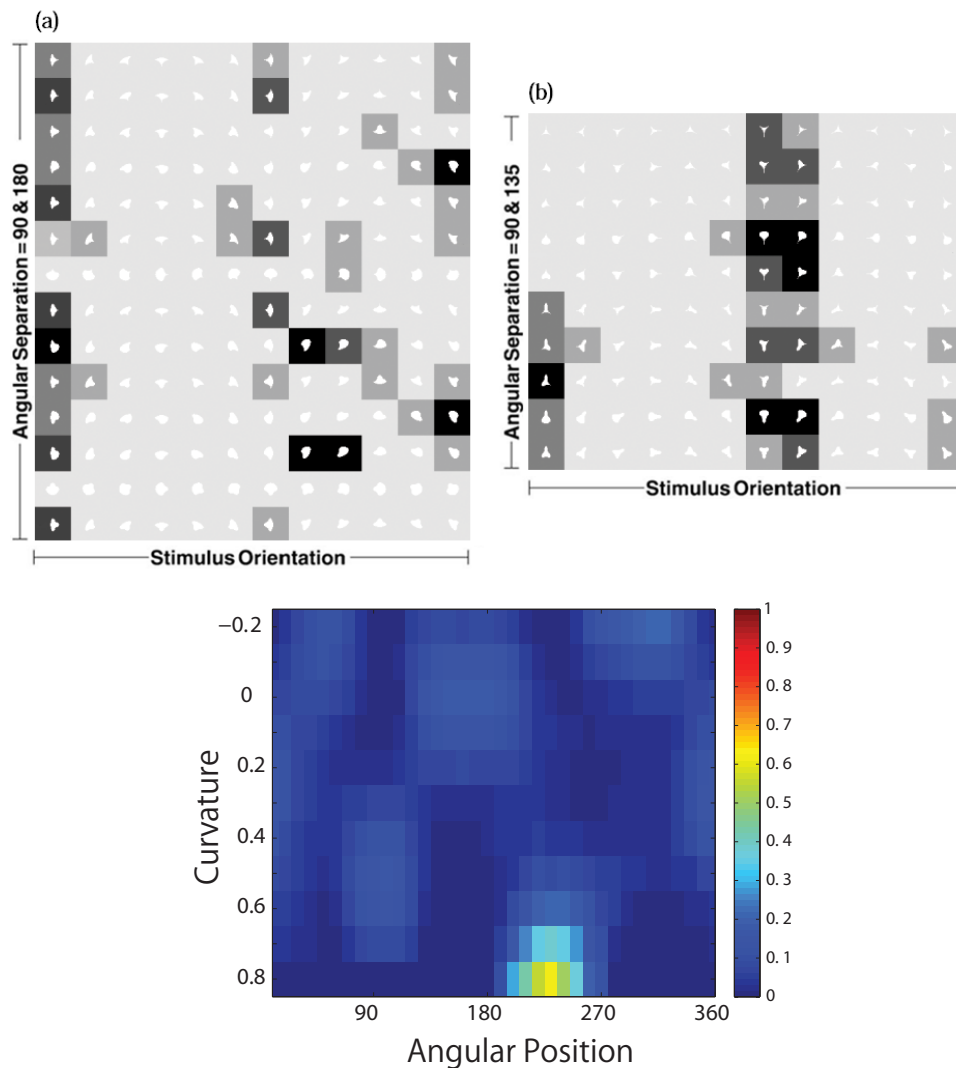 (a)
Angular Separation = 90 & 180
Stimulus Orientation
(b)
Angular Separation = 90 & 135
Stimulus Orientation
Curvature
−0.2
0
0.2
0.4
0.6
0.8
90 180 270 360
Angular Position
1
0.9
0.8
0.7
0.6
0.5
0.4
0.3
0.2
0.1
0